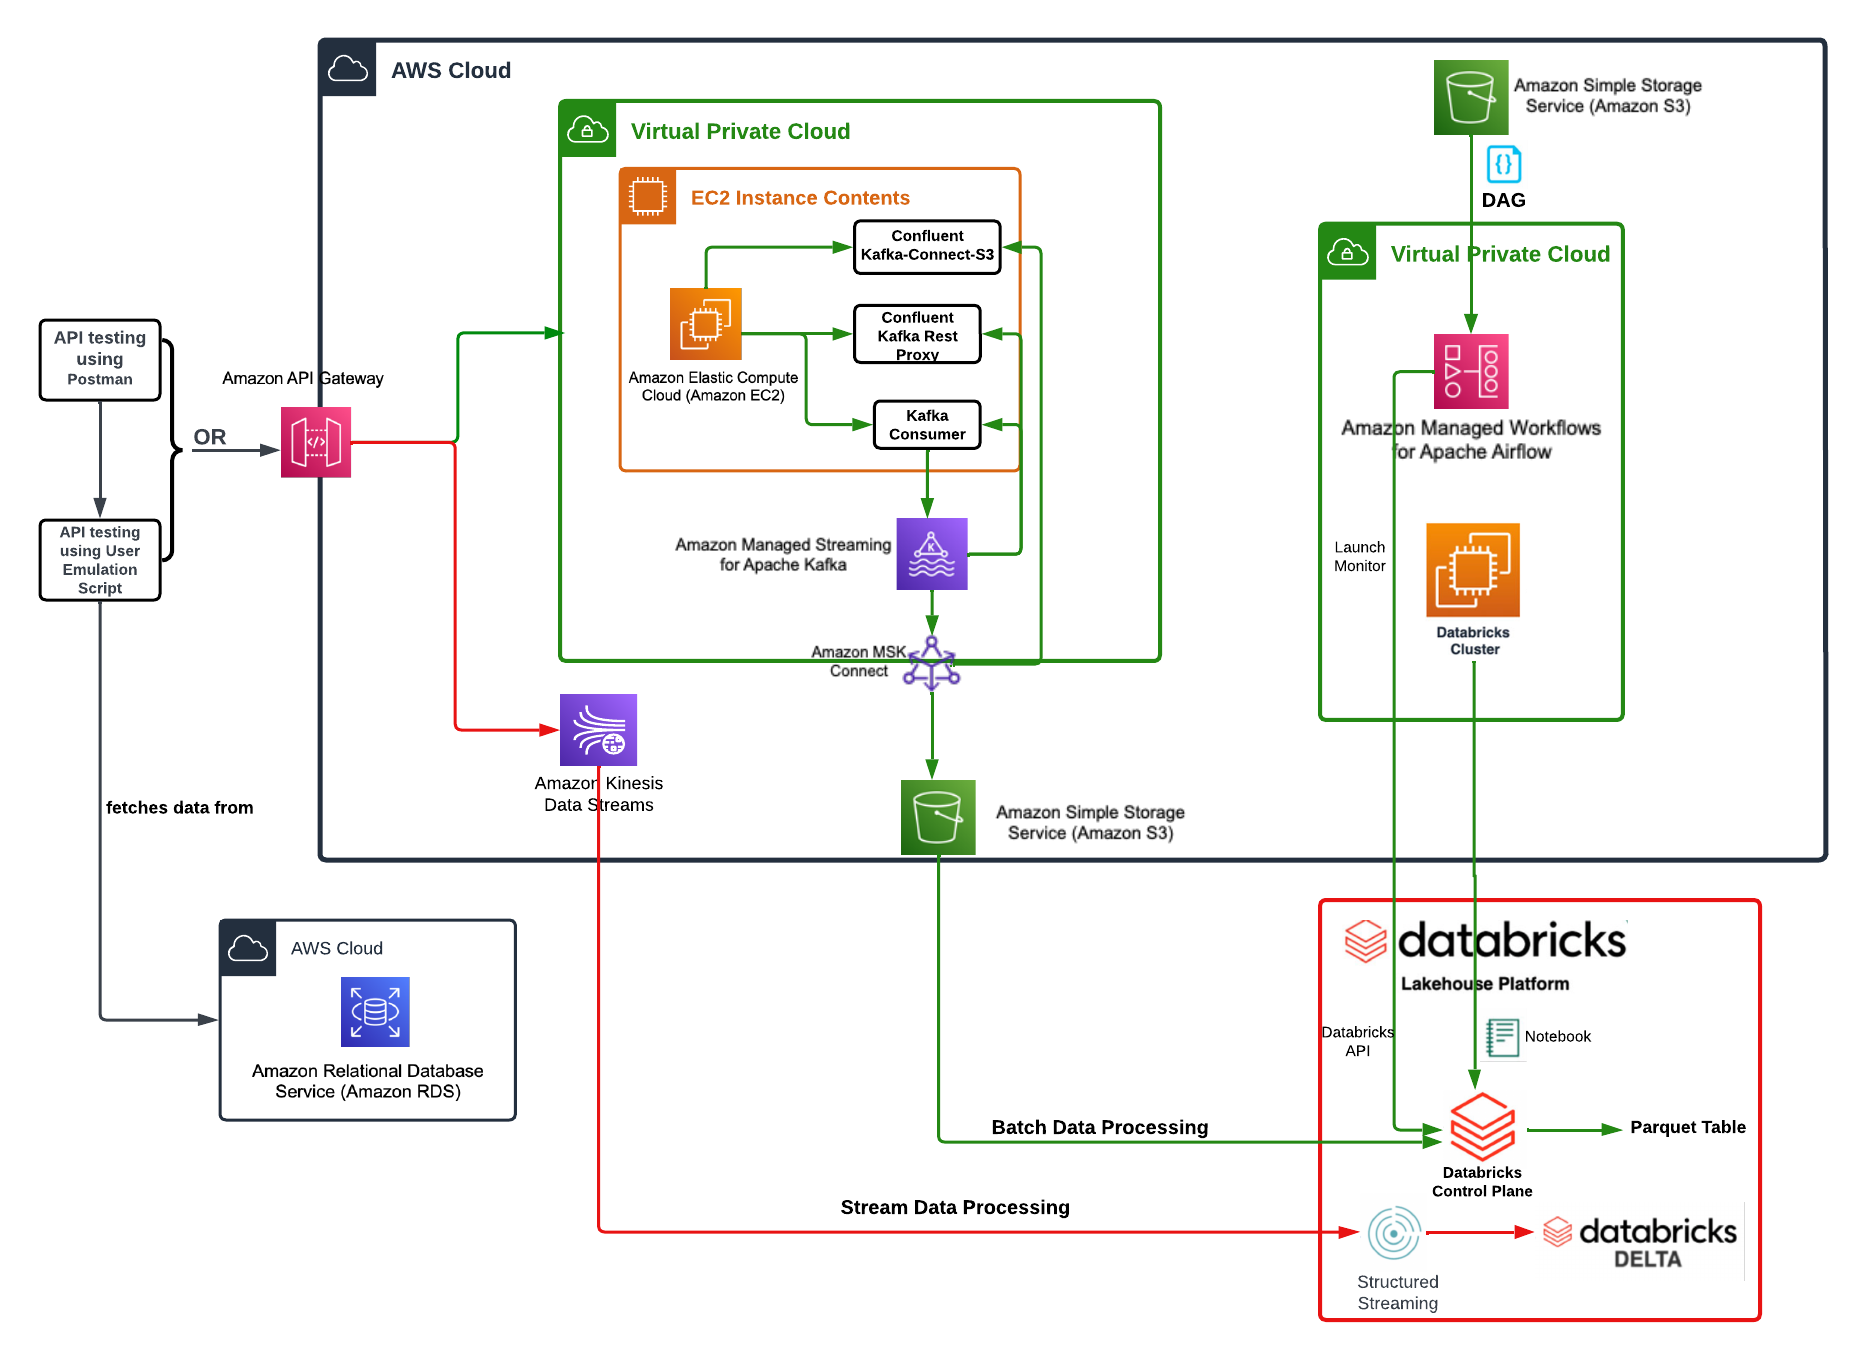 AWS Cloud
Amazon Simple Storage
Service (Amazon S3)
Virtual Private Cloud
DAG
EC2 Instance Contents
Confluent
Kafka-Connect-S3
Virtual Private Cloud
Confluent
Kafka Rest
Proxy
API testing
using
Postman
Amazon API Gateway
Amazon Elastic Compute
Cloud (Amazon EC2)
Kafka
Consumer
OR
Amazon Managed Workflows
for Apache Airflow
API testing
using User
Emulation
Script
K
Amazon Managed Streaming
for Apache Kafka
Launch
Monitor
Databricks
Cluster
Amazon MSK
Connect
Amazon Kinesis
Data Streams
fetches data from
Amazon Simple Storage
Service (Amazon S3)
AWS Cloud
databricks
Lakehouse Platform
Databricks
API
Notebook
Amazon Relational Database
Service (Amazon RDS)
Batch Data Processing
Parquet Table
Databricks
Control Plane
Stream Data Processing
databricks
DELTA
Structured
Streaming